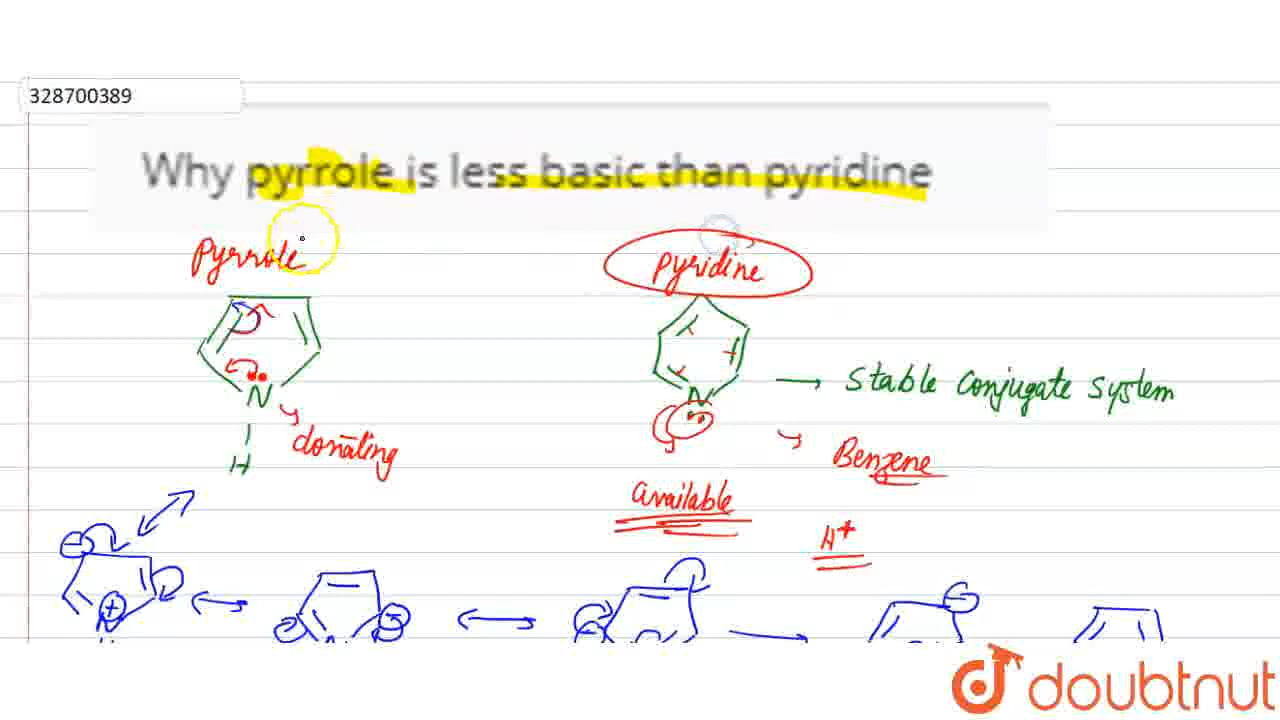 328700389
Why pyrrole is less basic than pyridine
Pyrrole
pyridine
N
H
donating
N
Stable Conjugate System
Benzene
available
H+
+
N
doubtnut